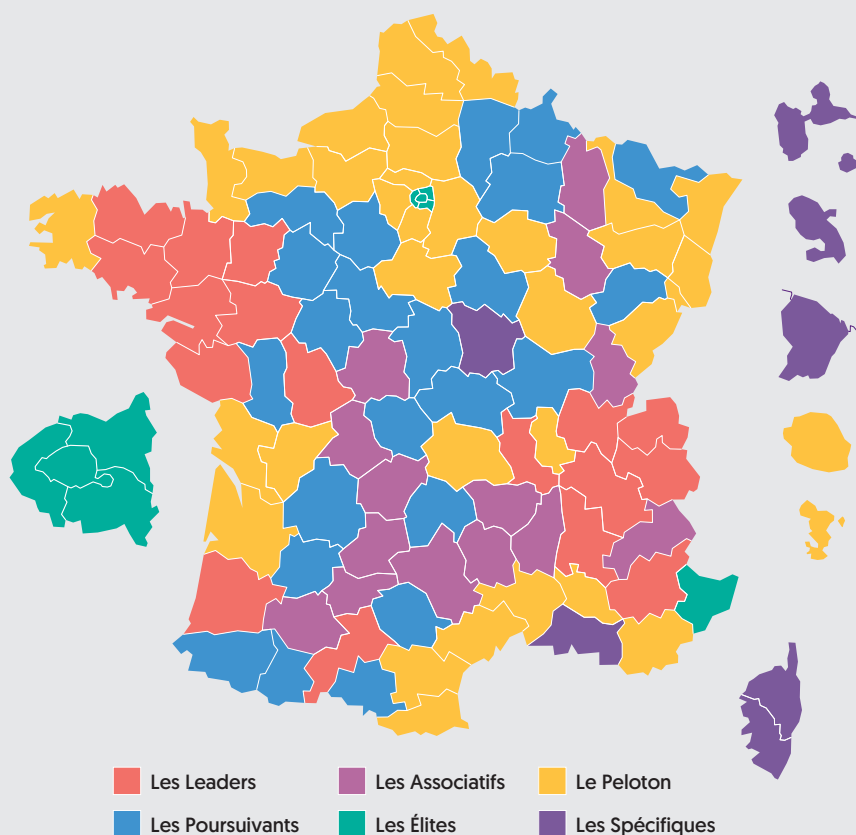 Les Leaders
Les Associatifs
Le Peloton
Les Poursuivants
Les Élites
Les Spécifiques